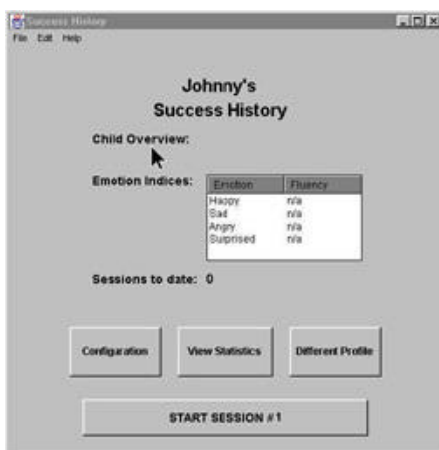 Success History
File Edit Help
Johnny's
Success History
Child Overview:
Emotion Indices:
Emotion Fluency
Happy n/a
Sad n/a
Angry n/a
Surprised n/a
Sessions to date: 0
Configuration View Statistics Different Profile
START SESSION #1